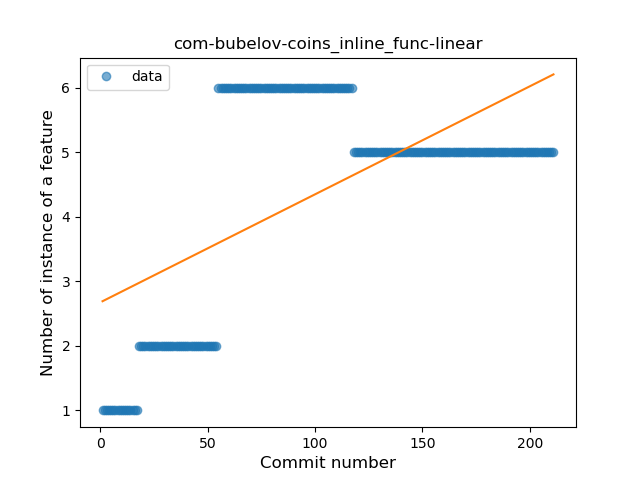 com-bubelov-coins_inline_func-linear
data
Number of instance of a feature
6
5
4
3
2
1
0
50
100
150
200
Commit number